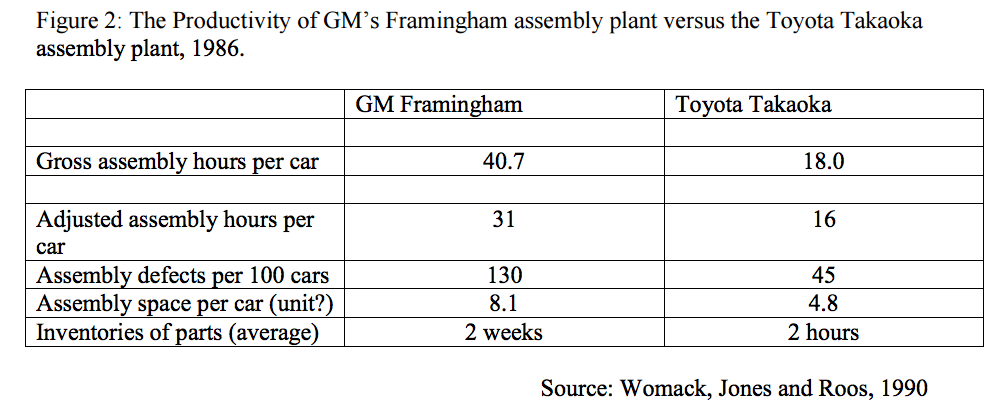 Figure 2: The Productivity of GM’s Framingham assembly plant versus the Toyota Takaoka
assembly plant, 1986.
GM Framingham Toyota Takaoka
Gross assembly hours per car 40.7 18.0
Adjusted assembly hours per 31 16
car
Assembly defects per 100 cars 130 45
Assembly space per car (unit?) 8.1 4.8
Inventories of parts (average) 2 weeks 2 hours
Source: Womack, Jones and Roos, 1990